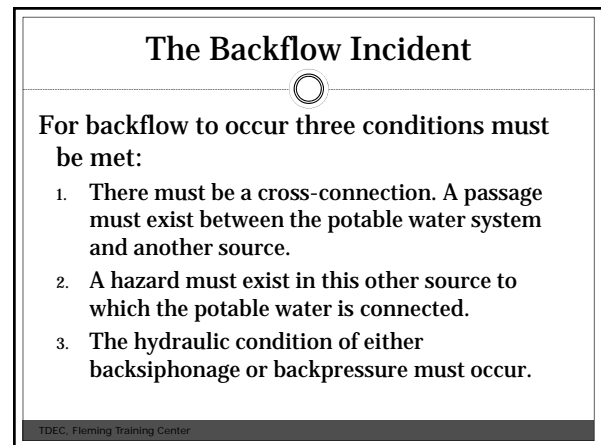 The Backflow Incident
For backflow to occur three conditions must
be met:
1. There must be a cross-connection. A passage
must exist between the potable water system
and another source.
2. A hazard must exist in this other source to
which the potable water is connected.
3. The hydraulic condition of either
backsiphonage or backpressure must occur.
TDEC, Fleming Training Center